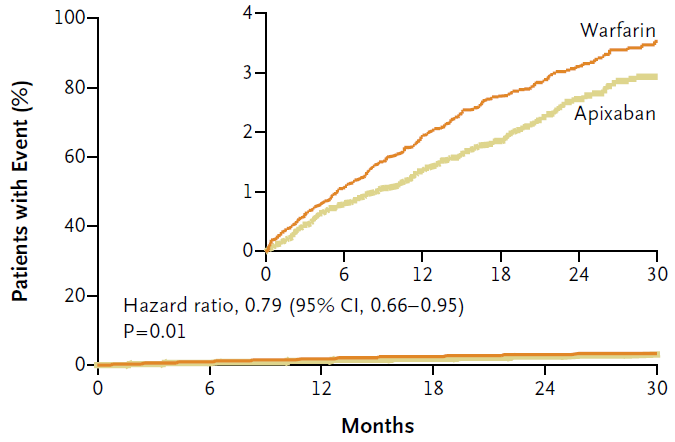 100
80
60
40
20
0
Patients with Event (%)
4
3
2
1
0
Warfarin
Apixaban
0 6 12 18 24 30
Hazard ratio, 0.79 (95% CI, 0.66–0.95)
P=0.01
0 6 12 18 24 30
Months